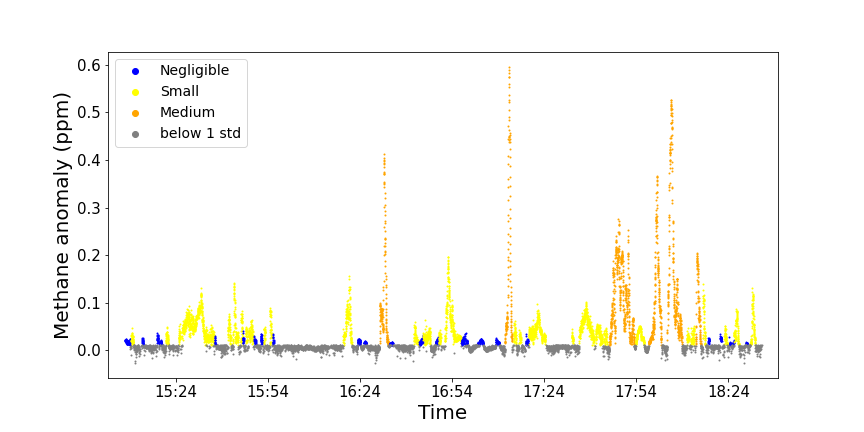 Negligible
Small
Medium
below 1 std
Methane anomaly (ppm)
0.6
0.5
0.4
0.3
0.2
0.1
0.0
15:24 15:54 16:24 16:54 17:24 17:54 18:24
Time